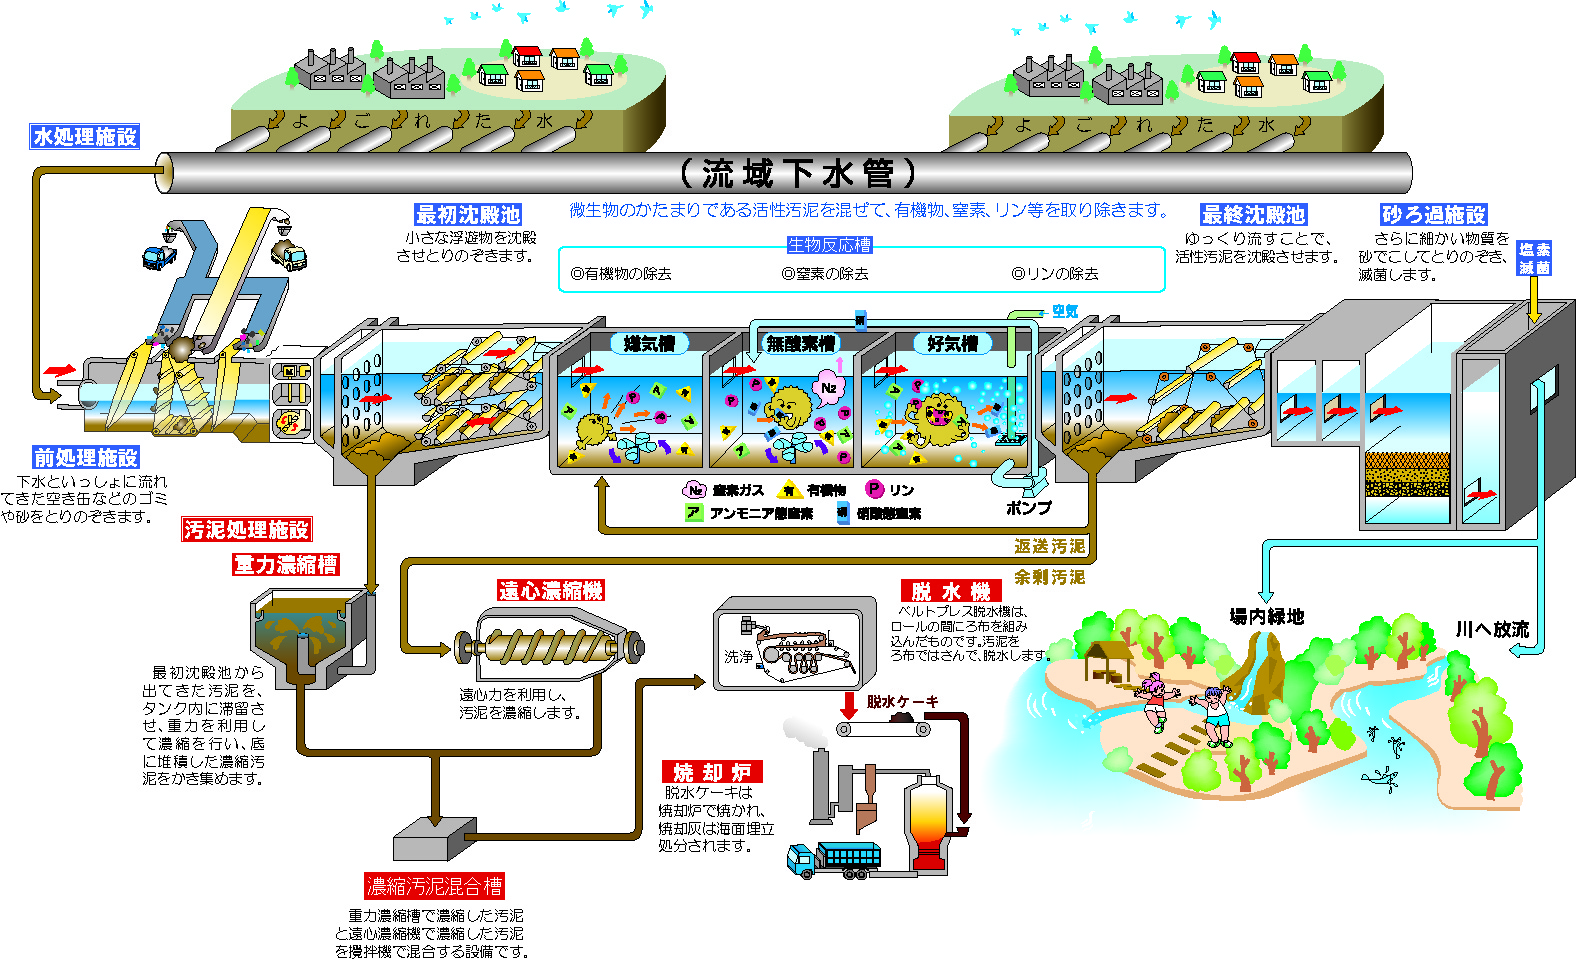 よごれた水
よごれた水
水処理施設
(流域下水管)
最初沈殿池
小さな浮遊物を沈殿
させとりのぞきます。
微生物のかたまりである活性汚泥を混ぜて、有機物、窒素、リン等を取り除きます。
生物反応槽
◎有機物の除去
◎窒素の除去
◎リンの除去
最終沈殿池
ゆっくり流すことで、
活性汚泥を沈殿させます。
砂ろ過施設
さらに細かい物質を
砂でこしてとりのぞき、
滅菌します。
塩素
滅菌
空気
硝
嫌気槽
無酸素槽
好気槽
N2
前処理施設
下水といっしょに流れ
てきた空き缶などのゴミ
や砂をとりのぞきます。
N2 窒素ガス
有 有機物
P リン
ア アンモニア態窒素
硝 硝酸態窒素
ポンプ
返送汚泥
余剰汚泥
汚泥処理施設
重力濃縮槽
最初沈殿池から
出てきた汚泥を、
タンク内に滞留さ
せ、重力を利用し
て濃縮を行い、底
に堆積した濃縮汚
泥をかき集めます。
遠心濃縮機
遠心力を利用し、
汚泥を濃縮します。
洗浄
脱水機
ベルトプレス脱水機は、
ロールの間にろ布を組み
込んだものです。汚泥を
ろ布ではさんで、脱水します。
脱水ケーキ
焼却炉
脱水ケーキは
焼却炉で焼かれ、
焼却灰は海面埋立
処分されます。
濃縮汚泥混合槽
重力濃縮槽で濃縮した汚泥
と遠心濃縮機で濃縮した汚泥
を攪拌機で混合する設備です。
場内緑地
川へ放流